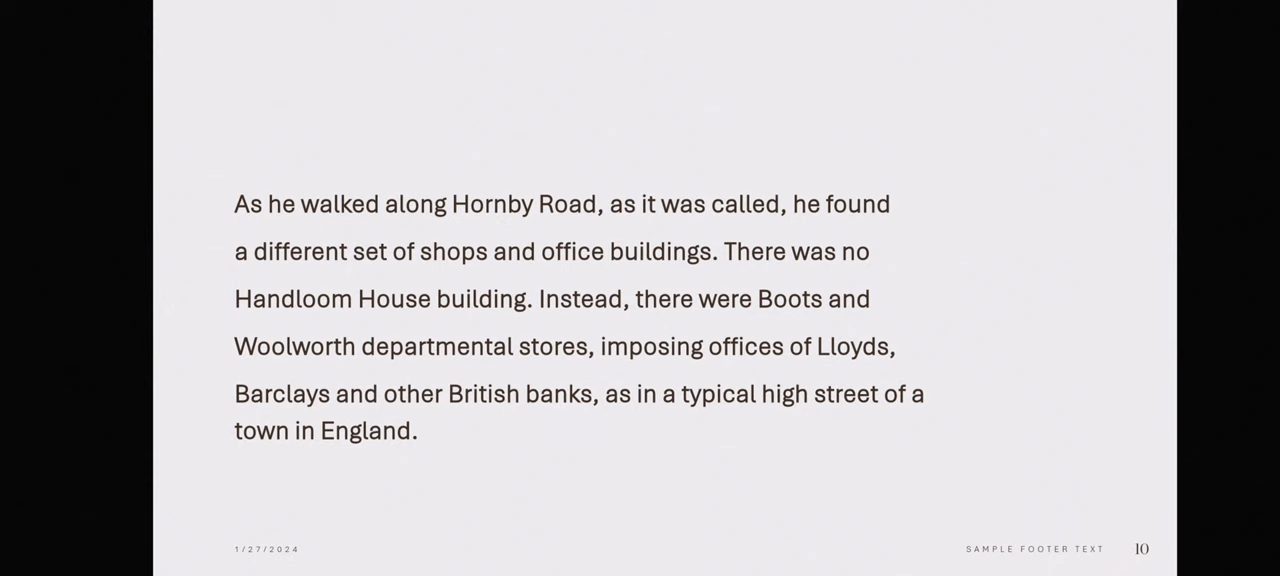 As he walked along Hornby Road, as it was called, he found
a different set of shops and office buildings. There was no
Handloom House building. Instead, there were Boots and
Woolworth departmental stores, imposing offices of Lloyds,
Barclays and other British banks, as in a typical high street of a
town in England.
1/27/2024
SAMPLE FOOTER TEXT
10